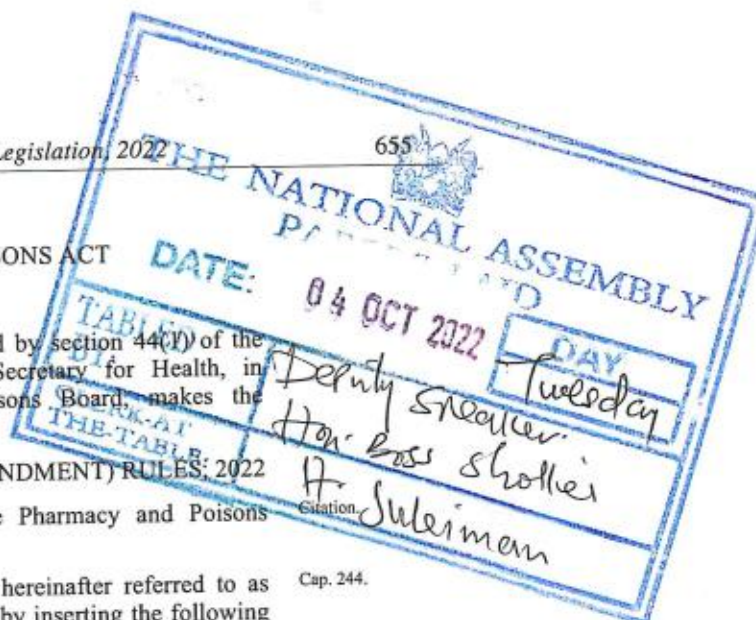 Legislation, 2022 655
THE NATIONAL ASSEMBLY
DATE: 04 OCT 2022
DAY
Tuesday
SONS ACT
TABLED
BY:
d by section 44(1) of the
Secretary for Health, in
sons Board, makes the
Deputy Speaker.
Hon. Boss Shollei
CLERK-AT
THE-TABLE:
H. Suleiman
NDMENT) RULES, 2022
e Pharmacy and Poisons
Citation.
hereinafter referred to as
Cap. 244.
by inserting the following